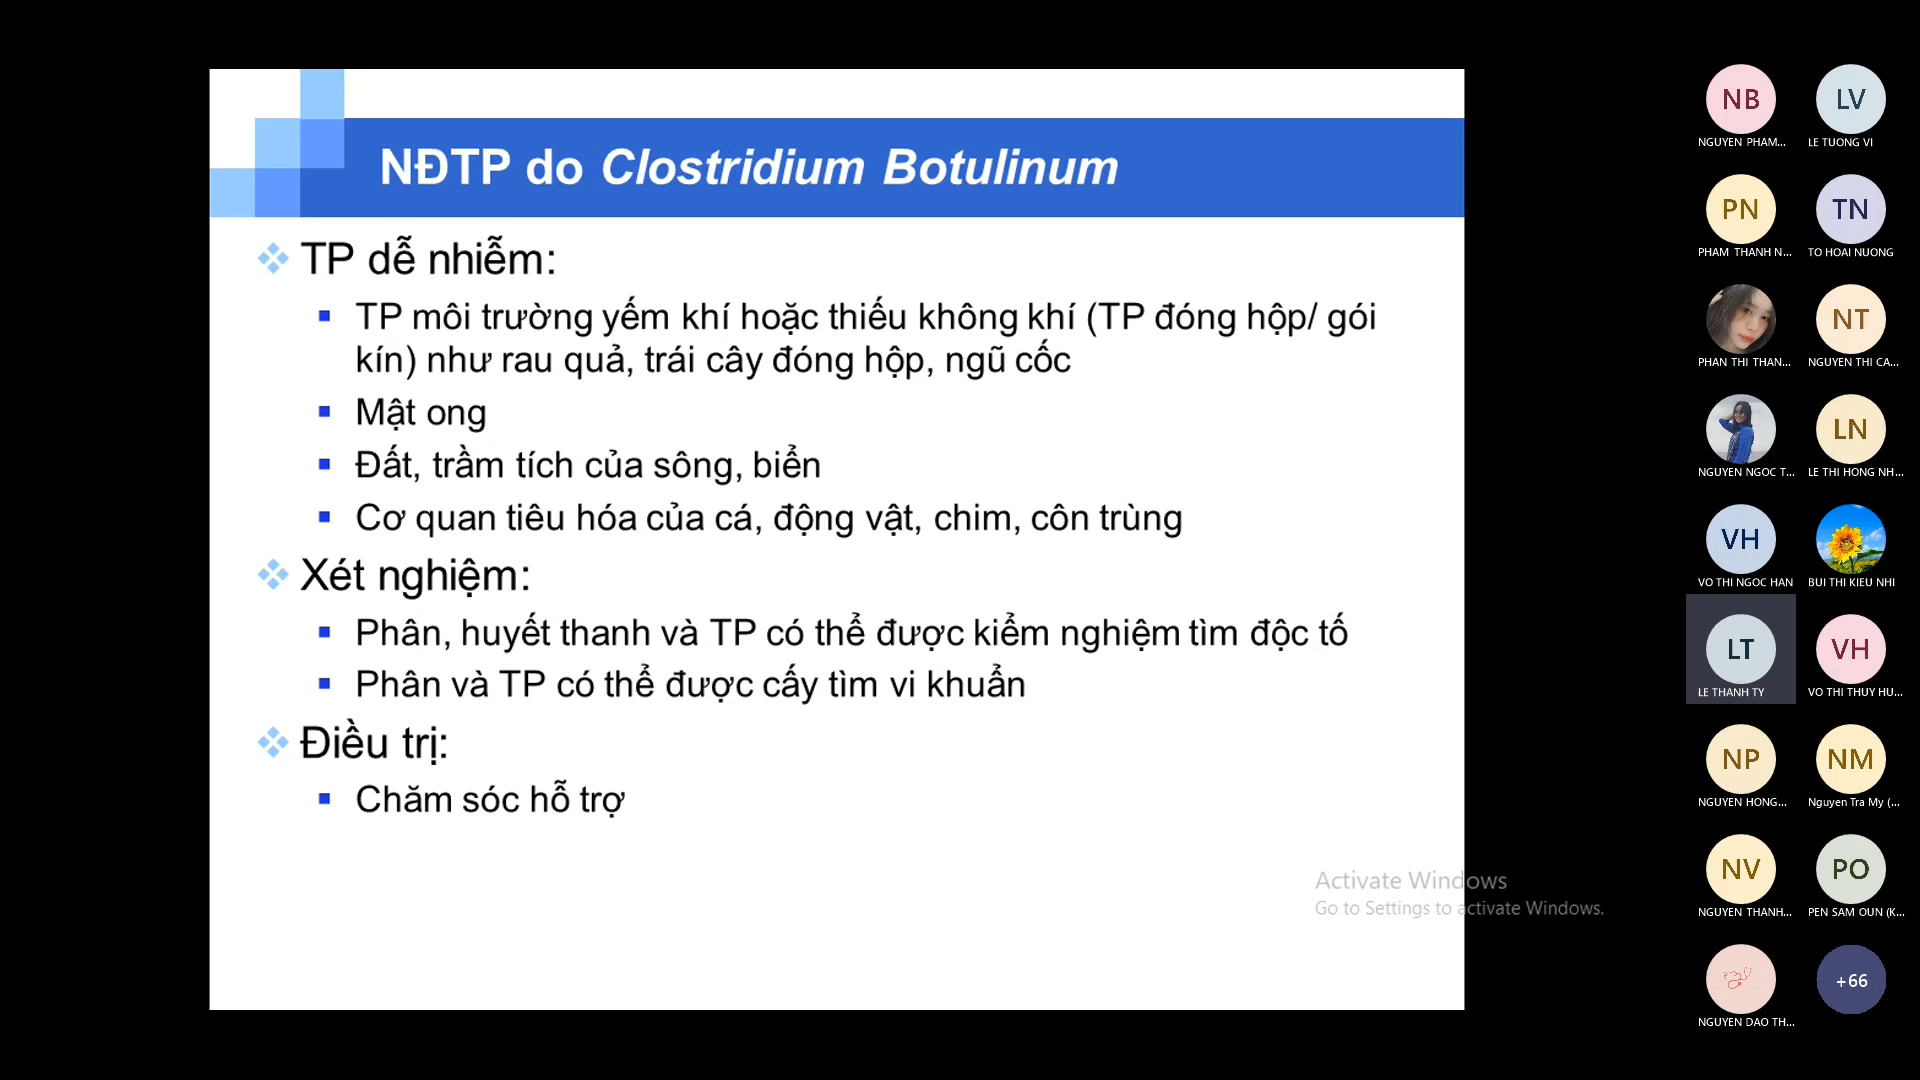 NĐTP do Clostridium Botulinum
TP dễ nhiễm:
TP môi trường yếm khí hoặc thiếu không khí (TP đóng hộp/ gói
kín) như rau quả, trái cây đóng hộp, ngũ cốc
Mật ong
Đất, trầm tích của sông, biển
Cơ quan tiêu hóa của cá, động vật, chim, côn trùng
Xét nghiệm:
Phân, huyết thanh và TP có thể được kiểm nghiệm tìm độc tố
Phân và TP có thể được cấy tìm vi khuẩn
Điều trị:
Chăm sóc hỗ trợ
Activate Windows
Go to Settings to activate Windows.
NB LV
NGUYEN PHAM... LE TUONG VI
PN TN
PHAM THANH N... TO HOAI NUONG
NT
PHAN THI THAN... NGUYEN THI CA...
LN
NGUYEN NGOC T... LE THI HONG NH...
VH
VO THI NGOC HAN BUI THI KIEU NHI
LT VH
LE THANH TY VO THI THUY HU...
NP NM
NGUYEN HONG... Nguyen Tra My (...
NV PO
NGUYEN THANH... PEN SAM OUN (K...
+66
NGUYEN DAO TH...